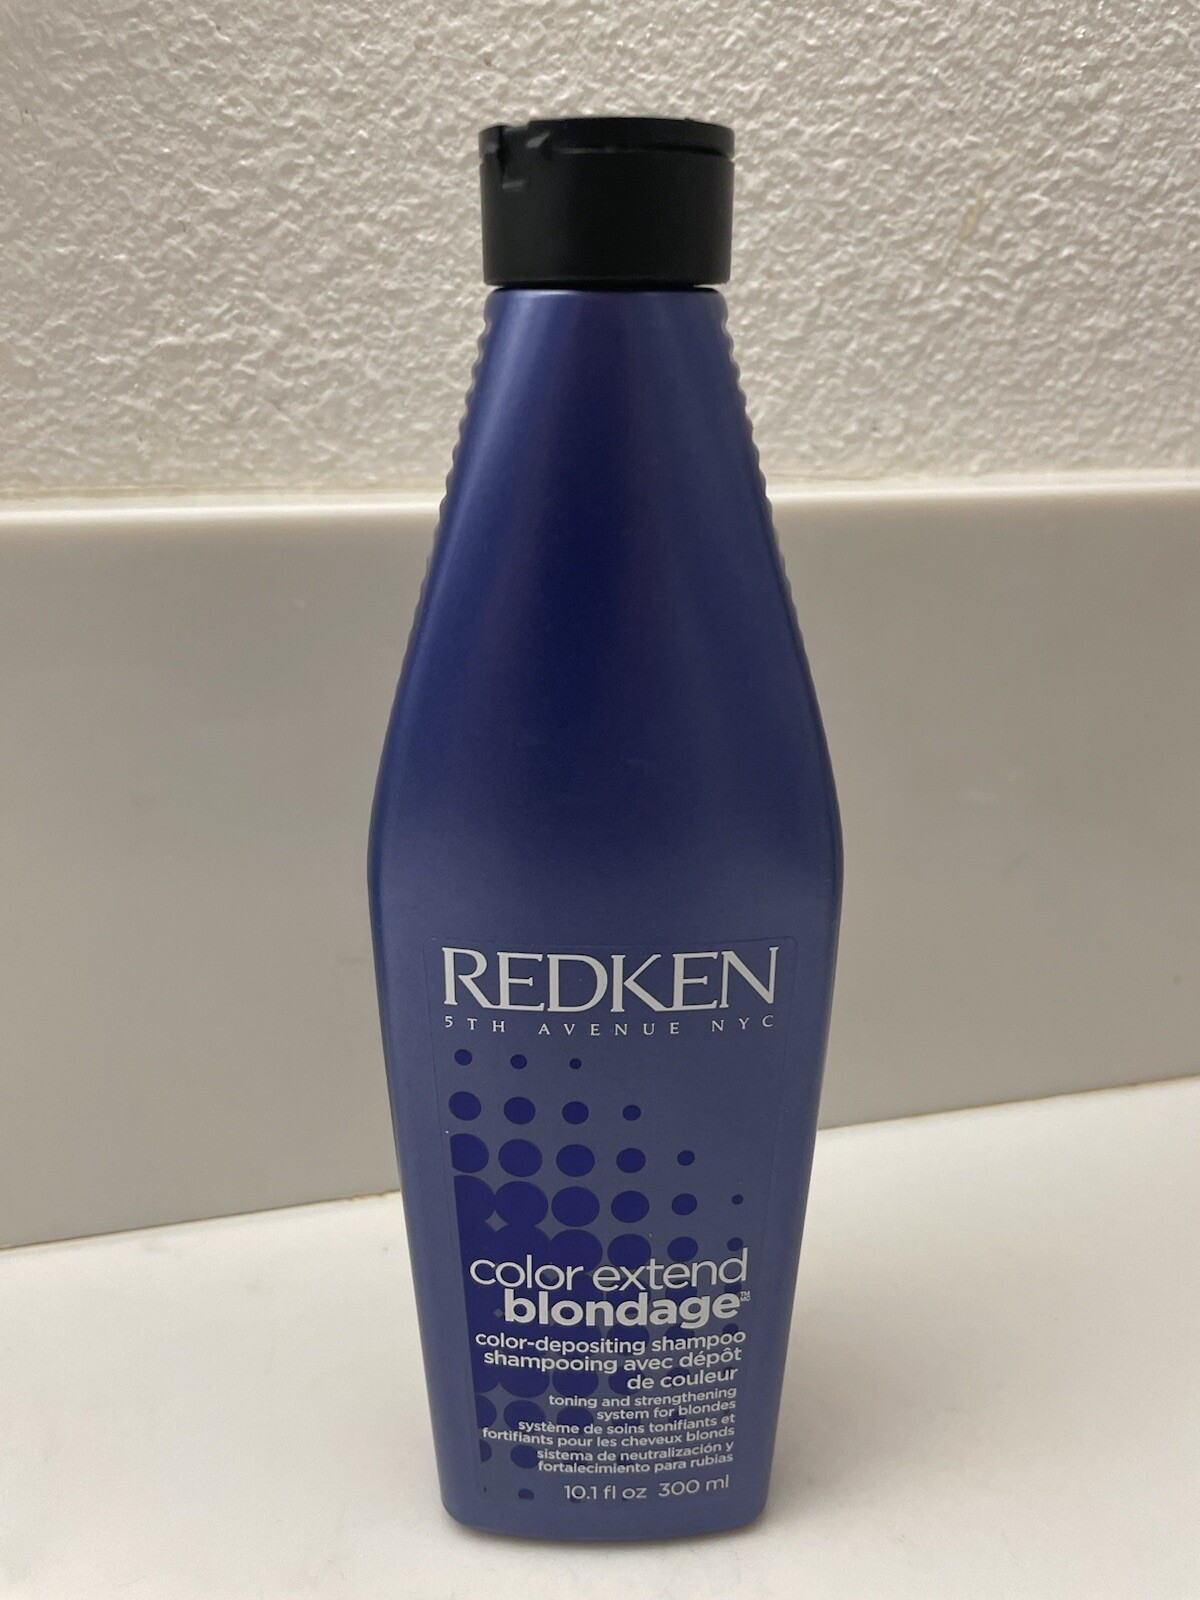 REDKEN
5TH AVENUE NYC
color extend
blondage™ MC
color-depositing shampoo
shampooing avec dépôt
de couleur
toning and strengthening
system for blondes
système de soins tonifiants et
fortifiants pour les cheveux blonds
sistema de neutralización y
fortalecimiento para rubias
10.1 fl oz 300 ml